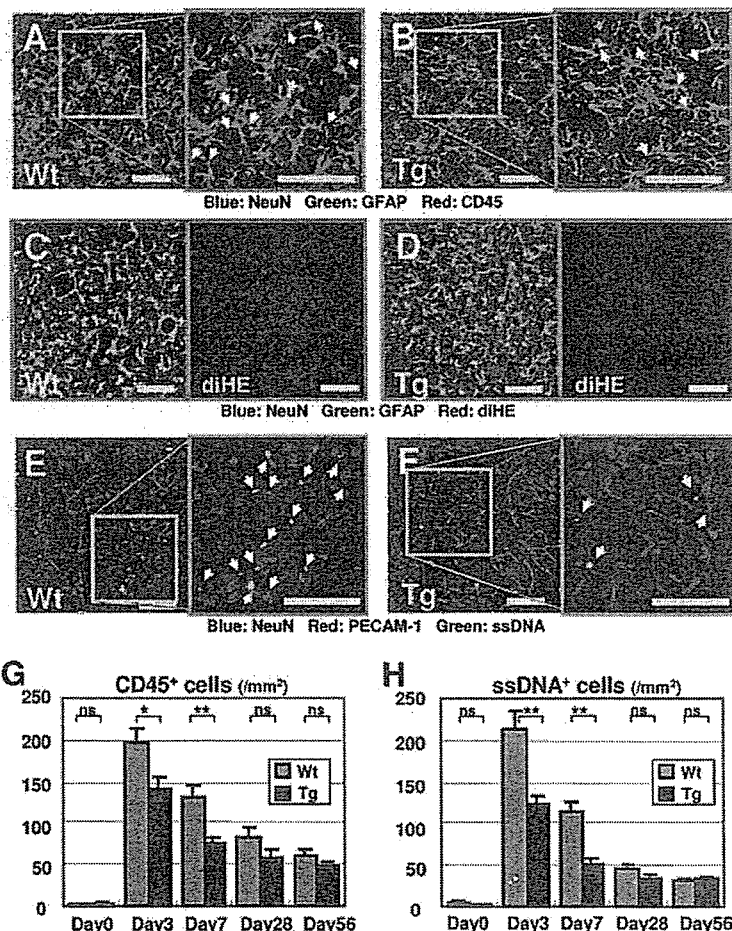 A
B
Wt
Tg
Blue: NeuN Green: GFAP Red: CD45
C
D
Wt
diHE
Tg
diHE
Blue: NeuN Green: GFAP Red: diHE
E
F
Wt
Tg
Blue: NeuN Red: PECAM-1 Green: ssDNA
G
CD45⁺ cells (/mm²)
250
200
150
100
50
0
ns
*
**
ns
ns
Wt
Tg
Day0 Day3 Day7 Day28 Day56
H
ssDNA⁺ cells (/mm²)
250
200
150
100
50
0
ns
**
**
ns
ns
Wt
Tg
Day0 Day3 Day7 Day28 Day56